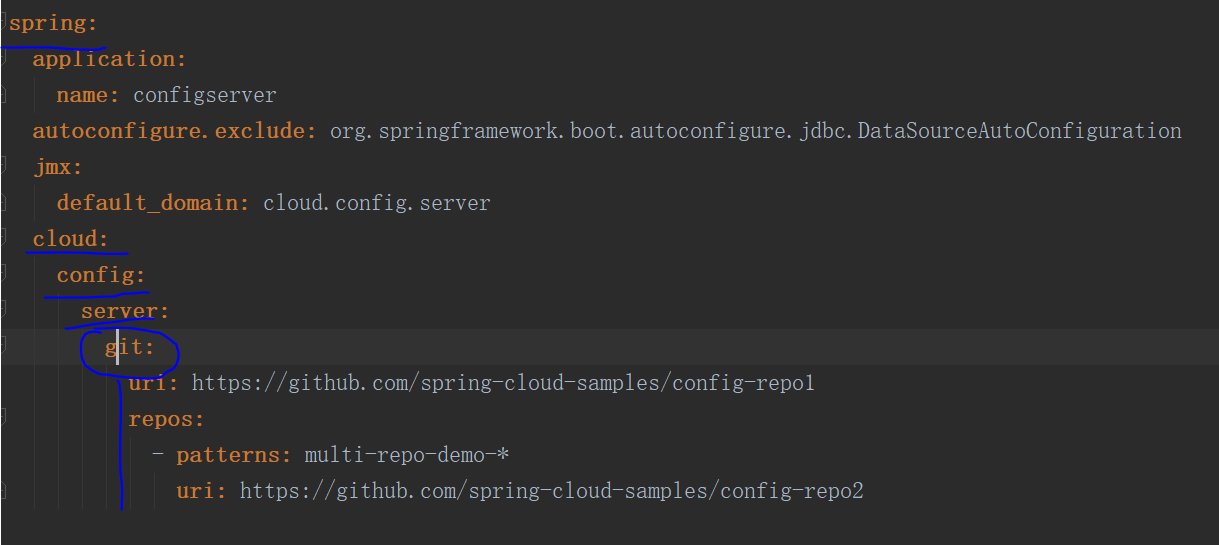 spring:
application:
name: configserver
autoconfigure.exclude: org.springframework.boot.autoconfigure.jdbc.DataSourceAutoConfiguration
jmx:
default_domain: cloud.config.server
cloud:
config:
server:
git:
uri: https://github.com/spring-cloud-samples/config-repo1
repos:
- patterns: multi-repo-demo-*
uri: https://github.com/spring-cloud-samples/config-repo2